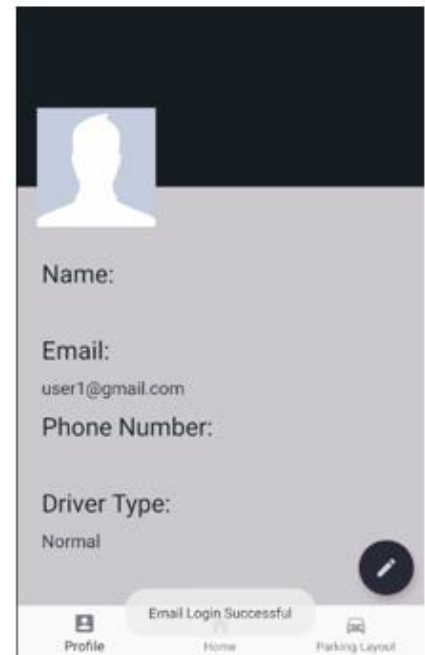 Name:
Email:
user1@gmail.com
Phone Number:
Driver Type:
Normal
Email Login Successful
Profile
Home
Parking Layout